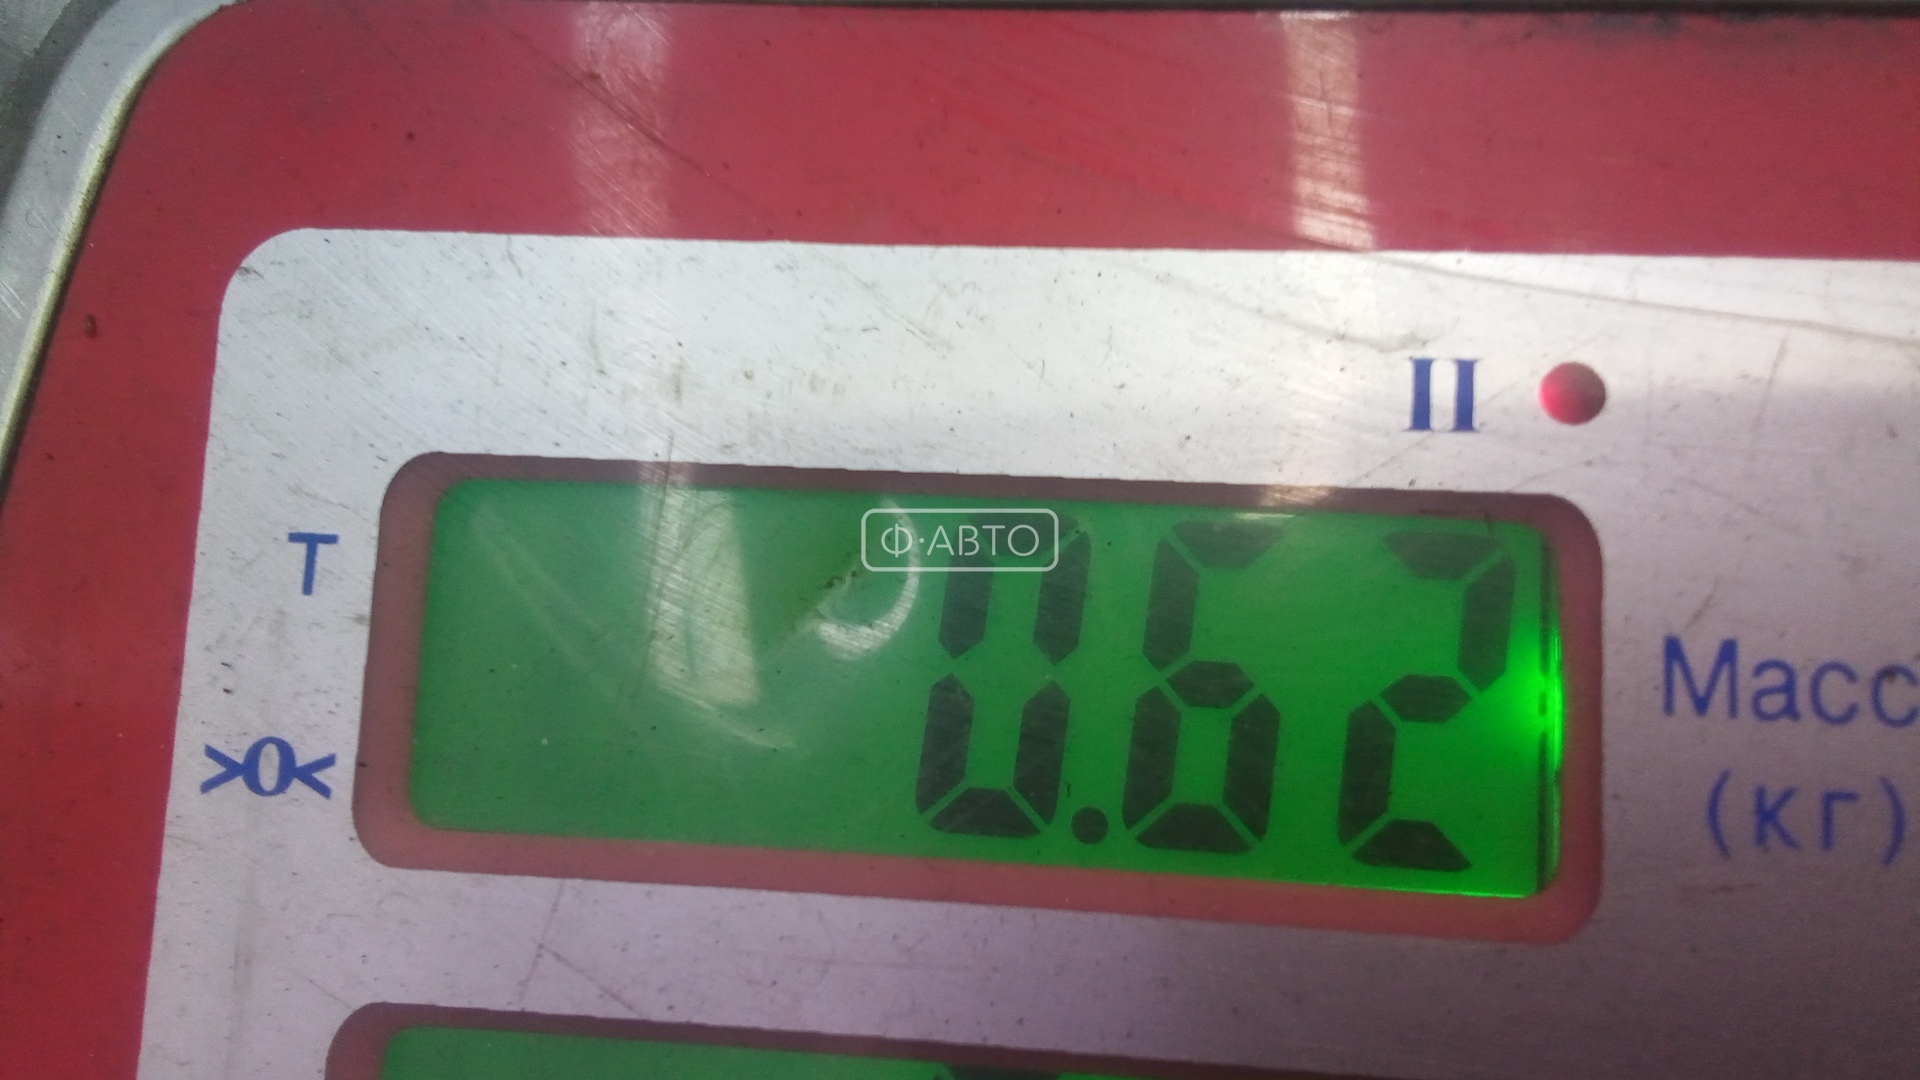 II
T
Ф·АВТО
0.62
>0<
Масс
(кг)